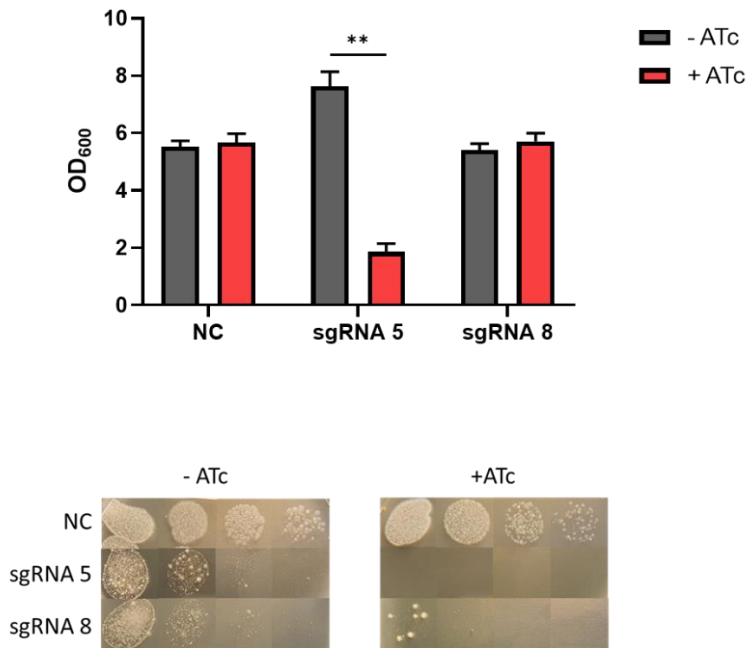 10
8
6
4
2
0
OD600
**
- ATc
+ ATc
NC
sgRNA 5
sgRNA 8
- ATc
+ATc
NC
sgRNA 5
sgRNA 8